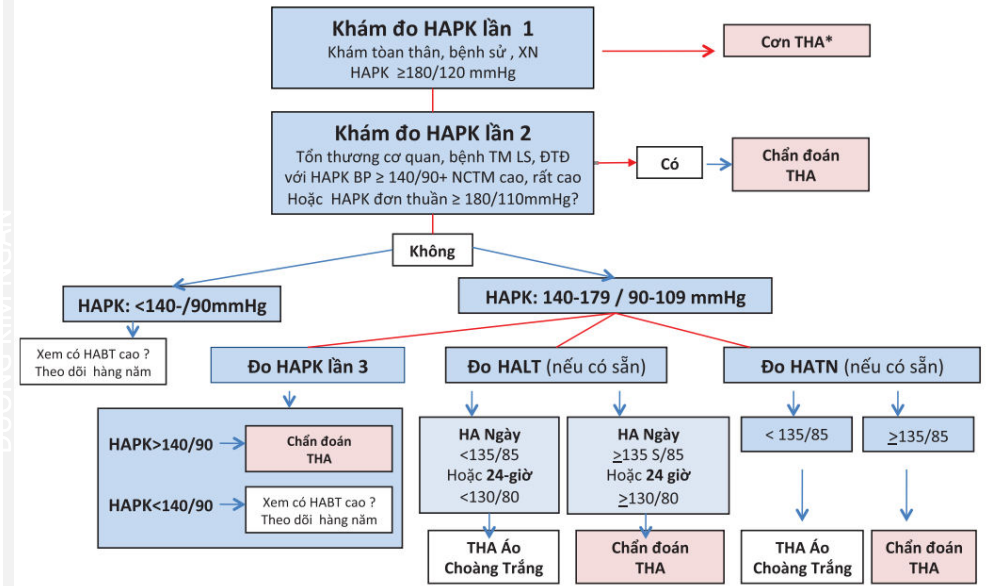 Khám đo HAPK lần 1
Khám tòan thân, bệnh sử , XN
HAPK ≥180/120 mmHg
Cơn THA*
Khám đo HAPK lần 2
Tổn thương cơ quan, bệnh TM LS, ĐTĐ
với HAPK BP ≥ 140/90+ NCTM cao, rất cao
Hoặc HAPK đơn thuần ≥ 180/110mmHg?
Có
Chẩn đoán
THA
Không
HAPK: <140-/90mmHg
HAPK: 140-179 / 90-109 mmHg
Xem có HABT cao ?
Theo dõi hàng năm
Đo HAPK lần 3
Đo HALT (nếu có sẵn)
Đo HATN (nếu có sẵn)
HAPK>140/90
Chẩn đoán
THA
HAPK<140/90
Xem có HABT cao ?
Theo dõi hàng năm
HA Ngày
<135/85
Hoặc 24-giờ
<130/80
HA Ngày
≥135 S/85
Hoặc 24 giờ
≥130/80
< 135/85
≥135/85
THA Áo
Choàng Trắng
Chẩn đoán
THA
THA Áo
Choàng Trắng
Chẩn đoán
THA